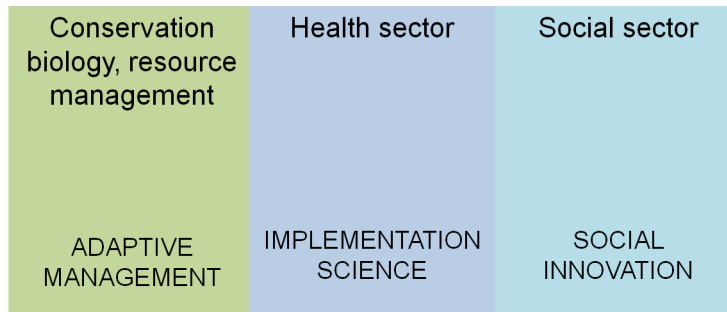 Conservation
biology, resource
management
Health sector
Social sector
ADAPTIVE
MANAGEMENT
IMPLEMENTATION
SCIENCE
SOCIAL
INNOVATION